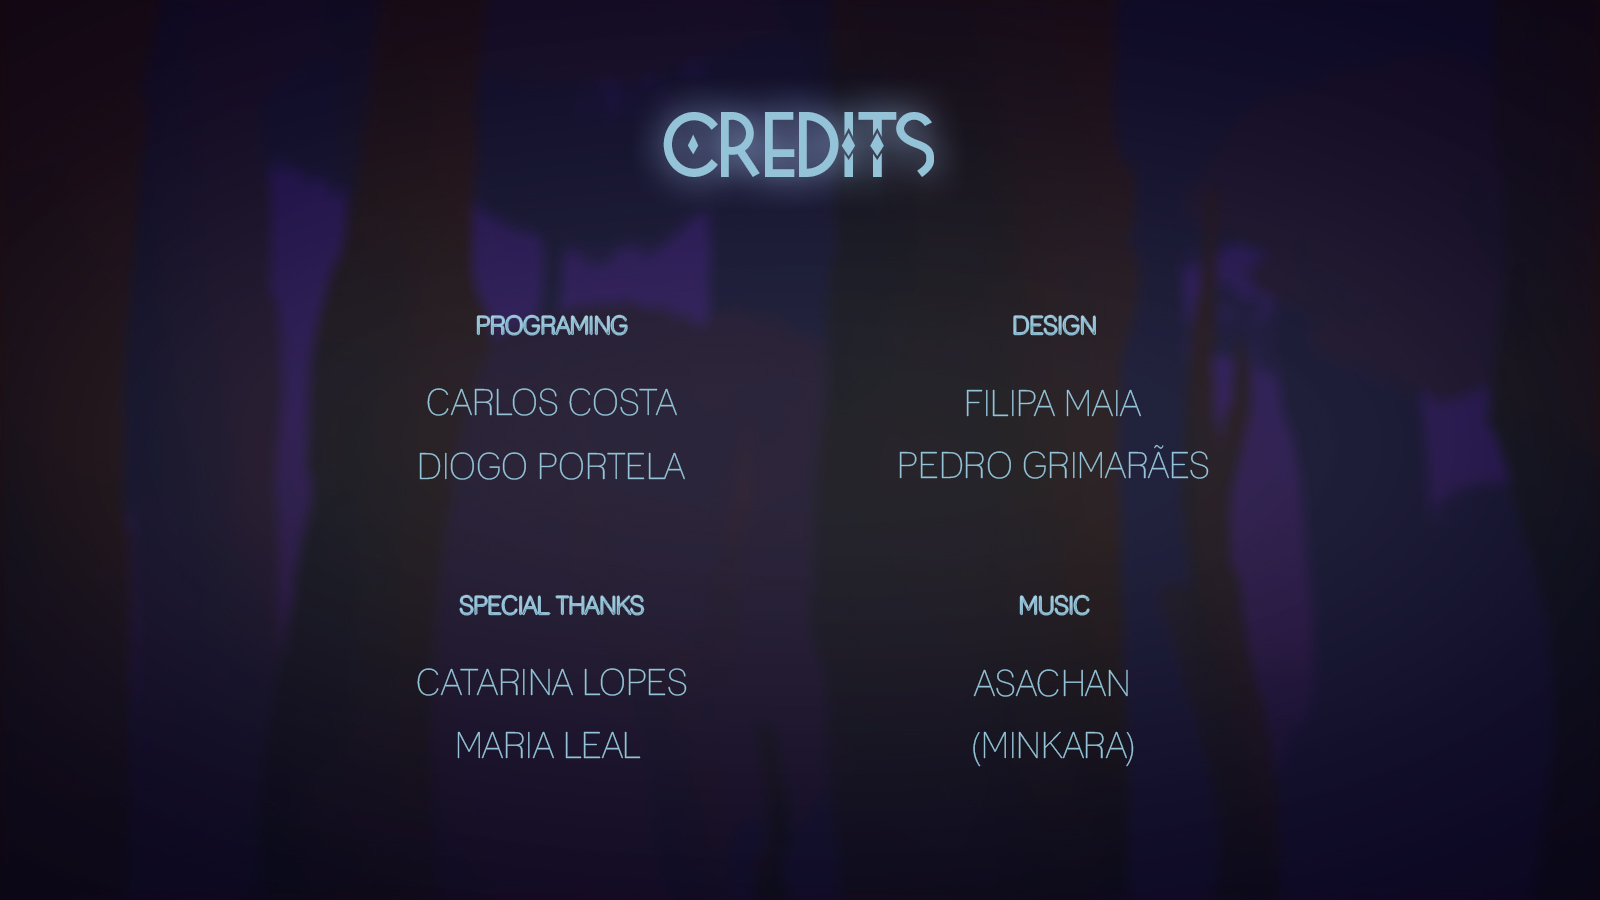 CREDITS
PROGRAMING
CARLOS COSTA
DIOGO PORTELA
DESIGN
FILIPA MAIA
PEDRO GRIMARÃES
SPECIAL THANKS
CATARINA LOPES
MARIA LEAL
MUSIC
ASACHAN
(MINKARA)